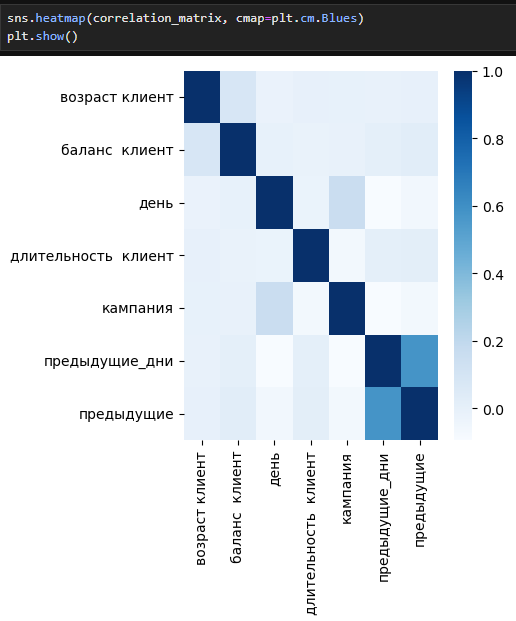 sns.heatmap(correlation_matrix, cmap=plt.cm.Blues)
plt.show()
возраст клиент
баланс  клиент
день
длительность  клиент
кампания
предыдущие_дни
предыдущие
1.0
0.8
0.6
0.4
0.2
0.0
возраст клиент
баланс  клиент
день
длительность  клиент
кампания
предыдущие_дни
предыдущие